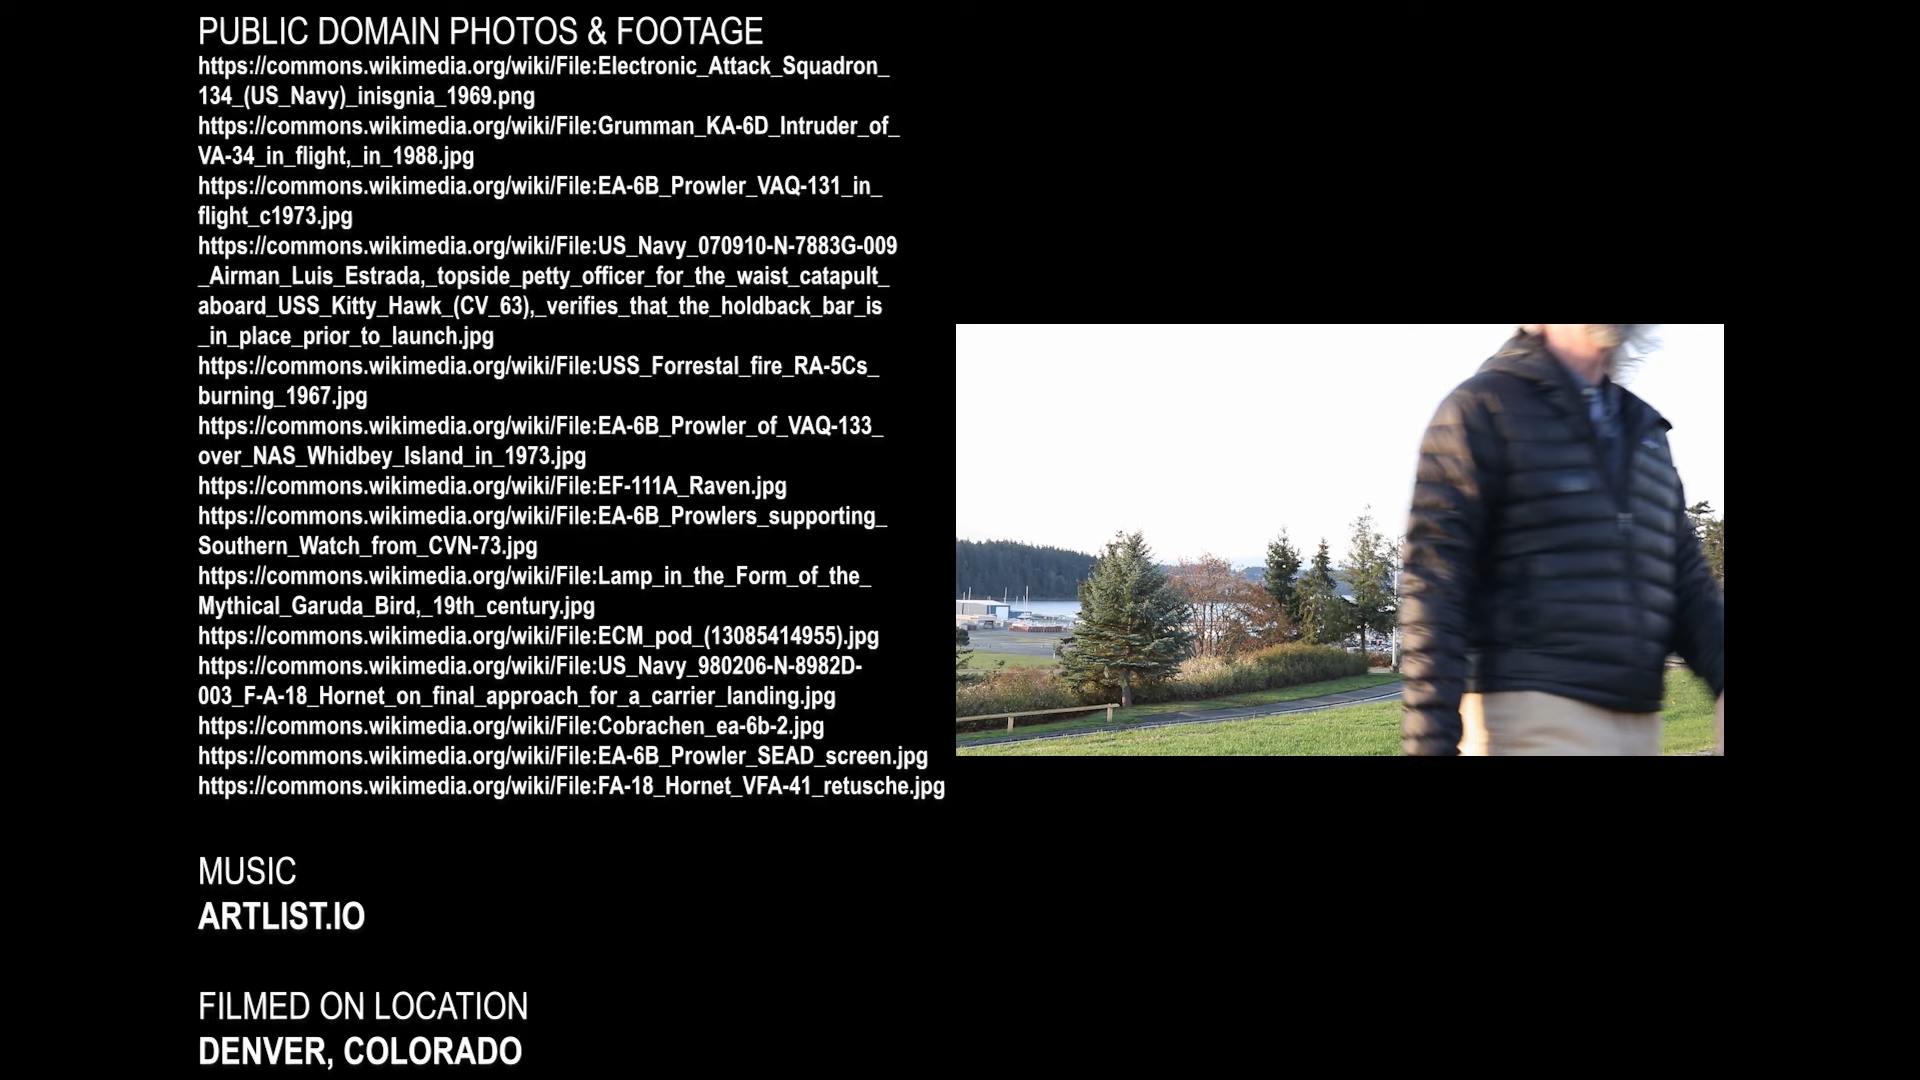 PUBLIC DOMAIN PHOTOS & FOOTAGE
https://commons.wikimedia.org/wiki/File:Electronic_Attack_Squadron_
134_(US_Navy)_inisgnia_1969.png
https://commons.wikimedia.org/wiki/File:Grumman_KA-6D_Intruder_of_
VA-34_in_flight,_in_1988.jpg
https://commons.wikimedia.org/wiki/File:EA-6B_Prowler_VAQ-131_in_
flight_c1973.jpg
https://commons.wikimedia.org/wiki/File:US_Navy_070910-N-7883G-009
_Airman_Luis_Estrada,_topside_petty_officer_for_the_waist_catapult_
aboard_USS_Kitty_Hawk_(CV_63),_verifies_that_the_holdback_bar_is
_in_place_prior_to_launch.jpg
https://commons.wikimedia.org/wiki/File:USS_Forrestal_fire_RA-5Cs_
burning_1967.jpg
https://commons.wikimedia.org/wiki/File:EA-6B_Prowler_of_VAQ-133_
over_NAS_Whidbey_Island_in_1973.jpg
https://commons.wikimedia.org/wiki/File:EF-111A_Raven.jpg
https://commons.wikimedia.org/wiki/File:EA-6B_Prowlers_supporting_
Southern_Watch_from_CVN-73.jpg
https://commons.wikimedia.org/wiki/File:Lamp_in_the_Form_of_the_
Mythical_Garuda_Bird,_19th_century.jpg
https://commons.wikimedia.org/wiki/File:ECM_pod_(13085414955).jpg
https://commons.wikimedia.org/wiki/File:US_Navy_980206-N-8982D-
003_F-A-18_Hornet_on_final_approach_for_a_carrier_landing.jpg
https://commons.wikimedia.org/wiki/File:Cobrachen_ea-6b-2.jpg
https://commons.wikimedia.org/wiki/File:EA-6B_Prowler_SEAD_screen.jpg
https://commons.wikimedia.org/wiki/File:FA-18_Hornet_VFA-41_retusche.jpg
MUSIC
ARTLIST.IO
FILMED ON LOCATION
DENVER, COLORADO